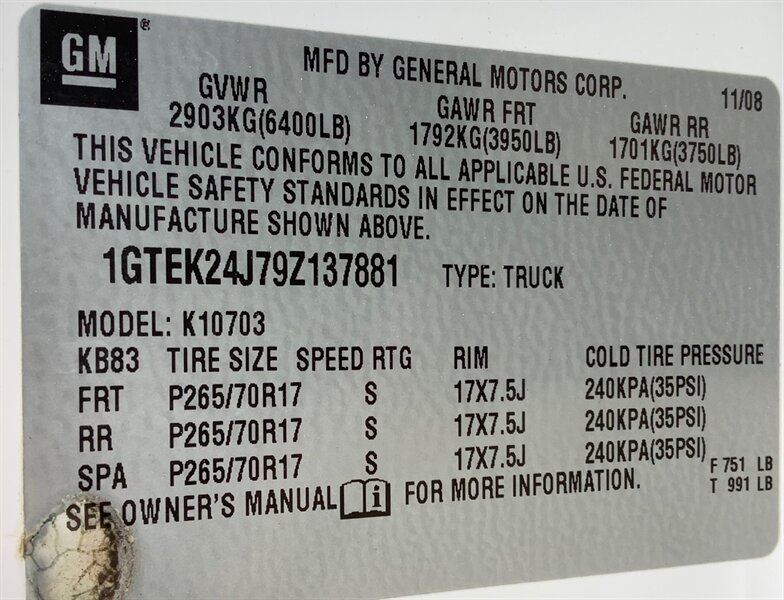 GM®
MFD BY GENERAL MOTORS CORP. 11/08
GVWR GAWR FRT GAWR RR
2903KG(6400LB) 1792KG(3950LB) 1701KG(3750LB)
THIS VEHICLE CONFORMS TO ALL APPLICABLE U.S. FEDERAL MOTOR
VEHICLE SAFETY STANDARDS IN EFFECT ON THE DATE OF
MANUFACTURE SHOWN ABOVE.
1GTEK24J79Z137881 TYPE: TRUCK
MODEL: K10703
KB83 TIRE SIZE SPEED RTG RIM COLD TIRE PRESSURE
FRT P265/70R17 S 17X7.5J 240KPA(35PSI)
RR P265/70R17 S 17X7.5J 240KPA(35PSI)
SPA P265/70R17 S 17X7.5J 240KPA(35PSI)
F 751 LB
T 991 LB
SEE OWNER'S MANUAL i FOR MORE INFORMATION.